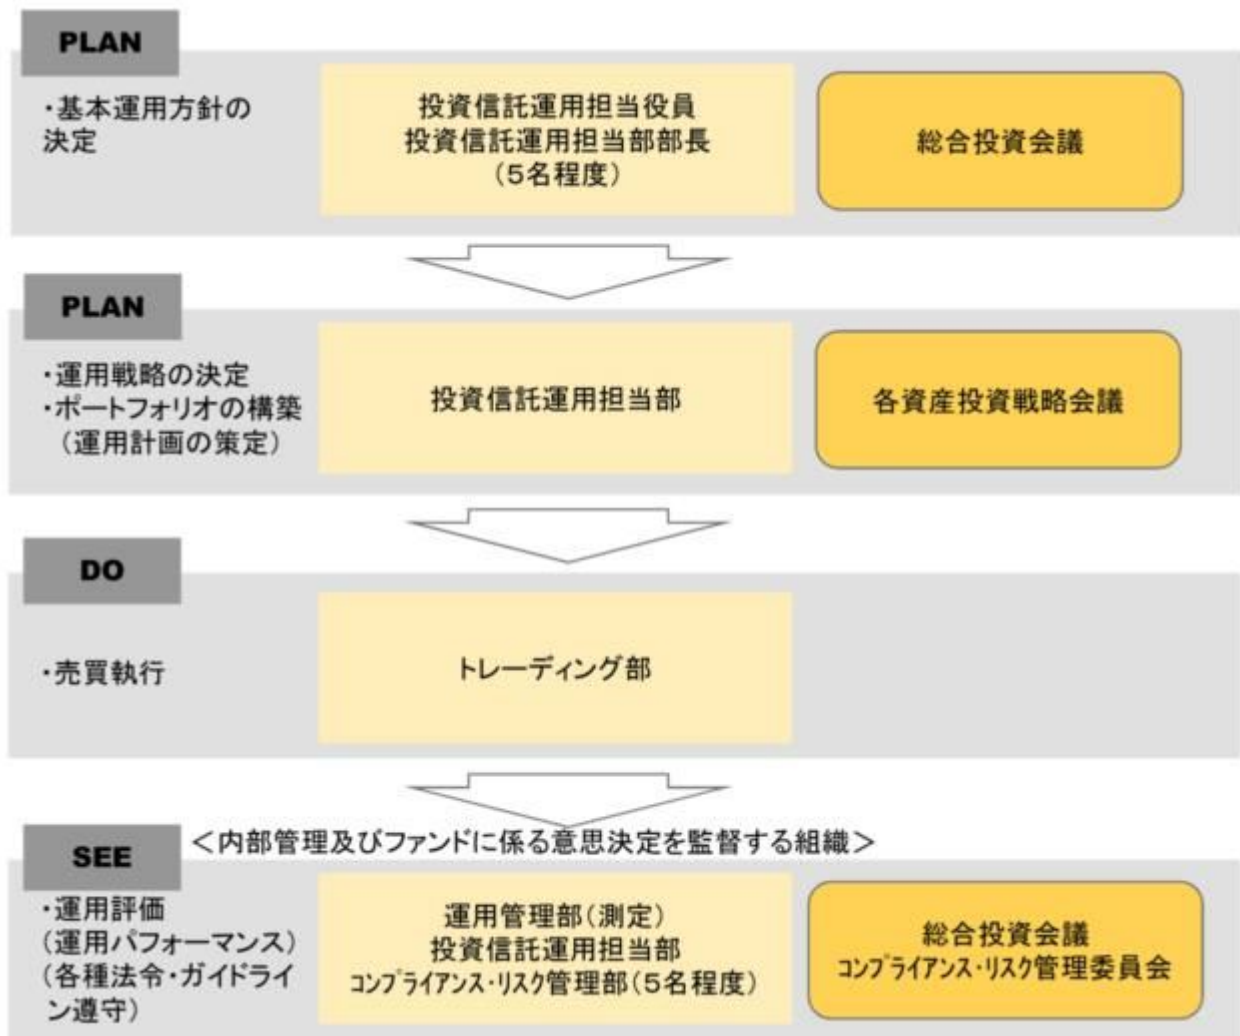 PLAN
・基本運用方針の
決定
投資信託運用担当役員
投資信託運用担当部部長
(5名程度)
総合投資会議
PLAN
・運用戦略の決定
・ポートフォリオの構築
(運用計画の策定)
投資信託運用担当部
各資産投資戦略会議
DO
・売買執行
トレーディング部
SEE
＜内部管理及びファンドに係る意思決定を監督する組織＞
・運用評価
(運用パフォーマンス)
(各種法令・ガイドライ
ン遵守)
運用管理部(測定)
投資信託運用担当部
コンプライアンス・リスク管理部(5名程度)
総合投資会議
コンプライアンス・リスク管理委員会